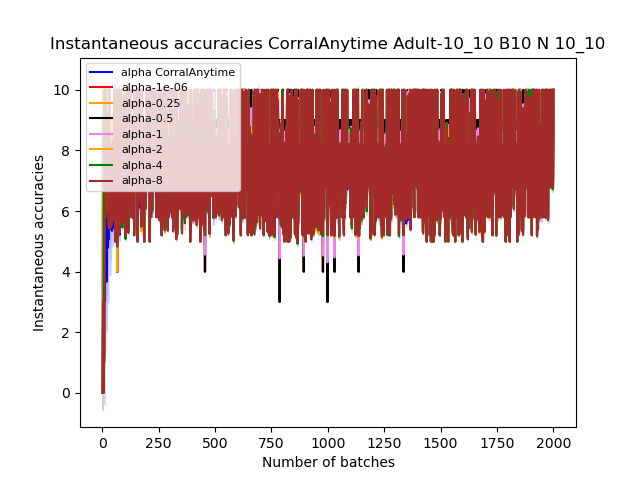 Instantaneous accuracies CorralAnytime Adult-10_10 B10 N 10_10
Instantaneous accuracies
10
8
6
4
2
0
alpha CorralAnytime
alpha-1e-06
alpha-0.25
alpha-0.5
alpha-1
alpha-2
alpha-4
alpha-8
0 250 500 750 1000 1250 1500 1750 2000
Number of batches